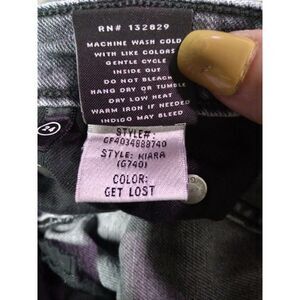 RN# 132829
MACHINE WASH COLD
WITH LIKE COLORS
GENTLE CYCLE
INSIDE OUT
DO NOT BLEACH
HANG DRY OR TUMBLE
DRY LOW HEAT
WARM IRON IF NEEDED
INDIGO MAY BLEED
24
STYLE#:
GF4034888740
STYLE: KIARA
(G740)
COLOR:
GET LOST